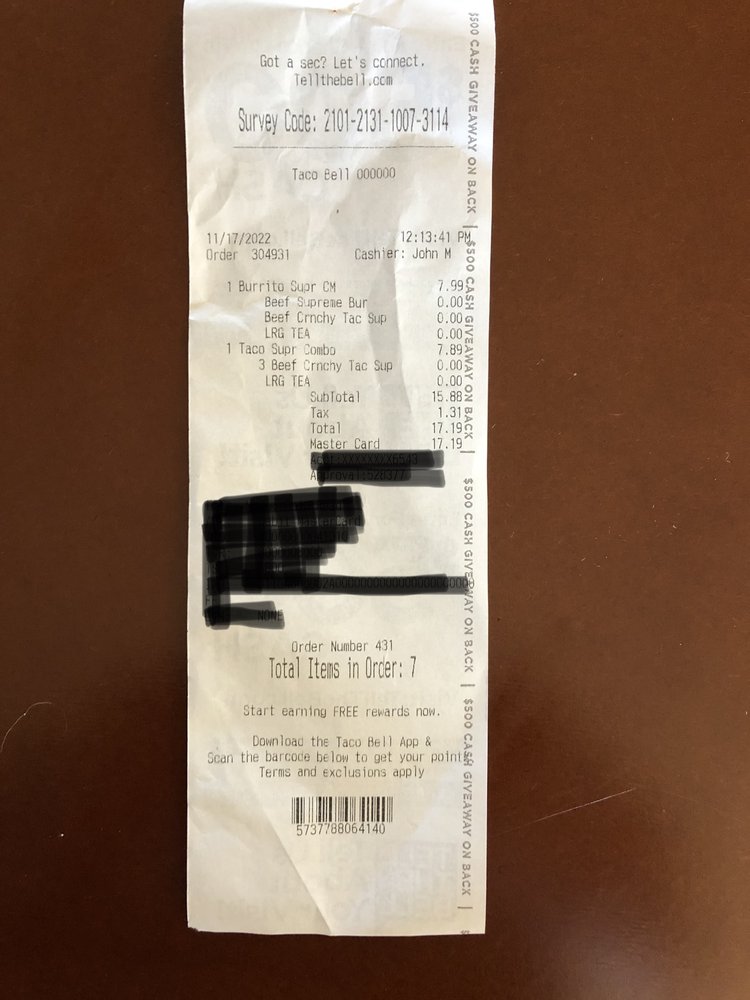 Got a sec? Let's connect.
Tellthebell.com
Survey Code: 2101-2131-1007-3114
Taco Bell 000000
11/17/2022 12:13:41 PM
Order 304931 Cashier: John M
1 Burrito Supr CM 7.99
Beef Supreme Bur 0.00
Beef Crnchy Tac Sup 0.00
LRG TEA 0.00
1 Taco Supr Combo 7.89
3 Beef Crnchy Tac Sup 0.00
LRG TEA 0.00
SubTotal 15.88
Tax 1.31
Total 17.19
Master Card 17.19
NONE
Order Number 431
Total Items in Order: 7
Start earning FREE rewards now.
Download the Taco Bell App &
Scan the barcode below to get your points
Terms and exclusions apply
5737788064140
$500 CASH GIVEAWAY ON BACK
$500 CASH GIVEAWAY ON BACK
$500 CASH GIVEAWAY ON BACK
$500 CASH GIVEAWAY ON BACK